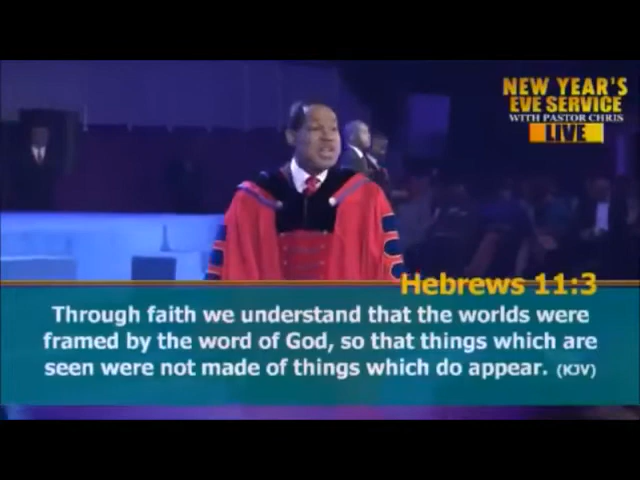 NEW YEAR'S
EVE SERVICE
WITH PASTOR CHRIS
LIVE
Hebrews 11:3
Through faith we understand that the worlds were
framed by the word of God, so that things which are
seen were not made of things which do appear. (KJV)